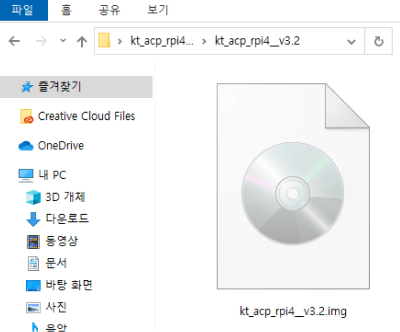 파일 홈 공유 보기
kt_acp_rpi4... kt_acp_rpi4__v3.2
즐겨찾기
Creative Cloud Files
OneDrive
내 PC
3D 개체
다운로드
동영상
문서
바탕 화면
사진
음악
kt_acp_rpi4__v3.2.img